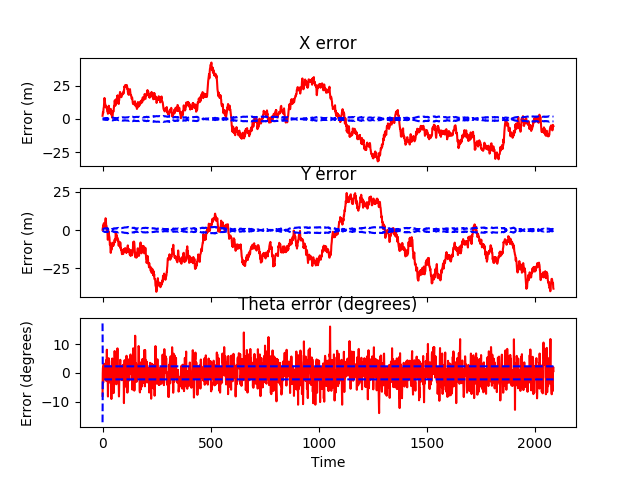 X error
Error (m)
25
0
−25
Y error
Error (m)
25
0
−25
Theta error (degrees)
Error (degrees)
10
0
−10
0 500 1000 1500 2000
Time